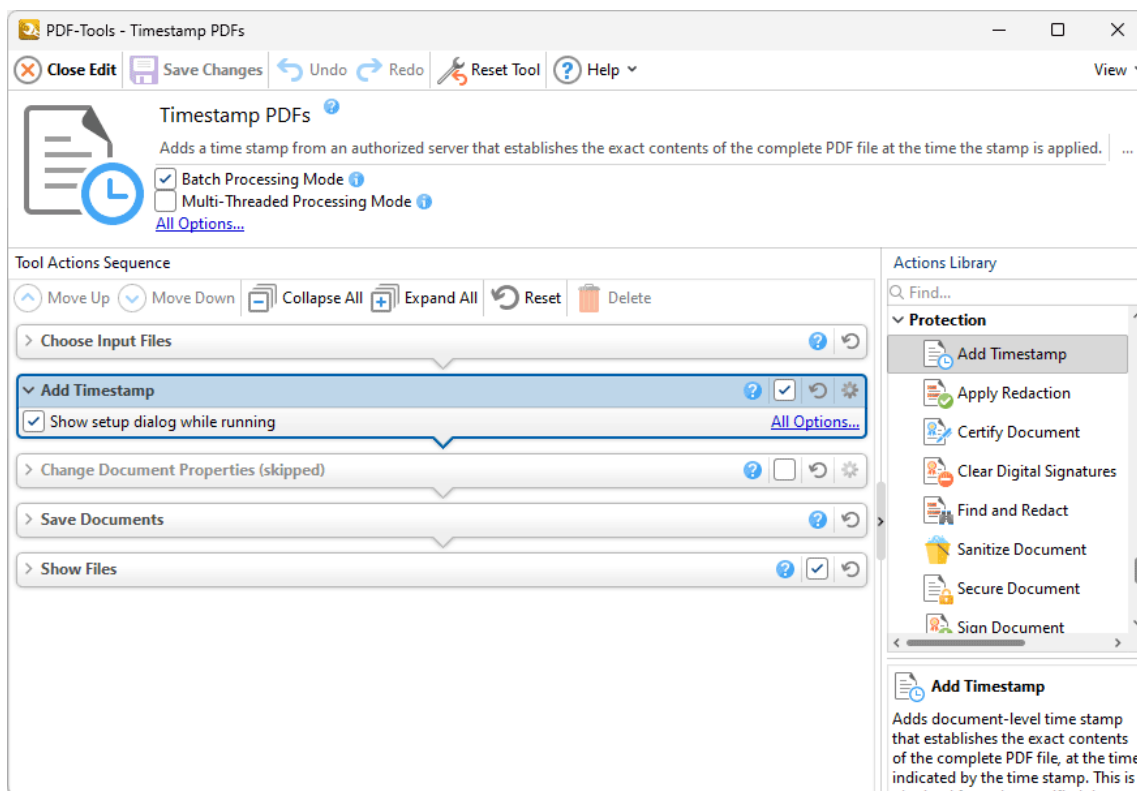 PDF-Tools - Timestamp PDFs
Close Edit Save Changes Undo Redo Reset Tool ? Help View
Timestamp PDFs ?
Adds a time stamp from an authorized server that establishes the exact contents of the complete PDF file at the time the stamp is applied. ...
Batch Processing Mode
Multi-Threaded Processing Mode
All Options...
Tool Actions Sequence
Move Up Move Down Collapse All Expand All Reset Delete
Choose Input Files ?
Add Timestamp ?
Show setup dialog while running All Options...
Change Document Properties (skipped) ?
Save Documents ?
Show Files ?
Actions Library
Find...
Protection
Add Timestamp
Apply Redaction
Certify Document
Clear Digital Signatures
Find and Redact
Sanitize Document
Secure Document
Sign Document
Add Timestamp
Adds document-level time stamp
that establishes the exact contents
of the complete PDF file, at the time
indicated by the time stamp. This is